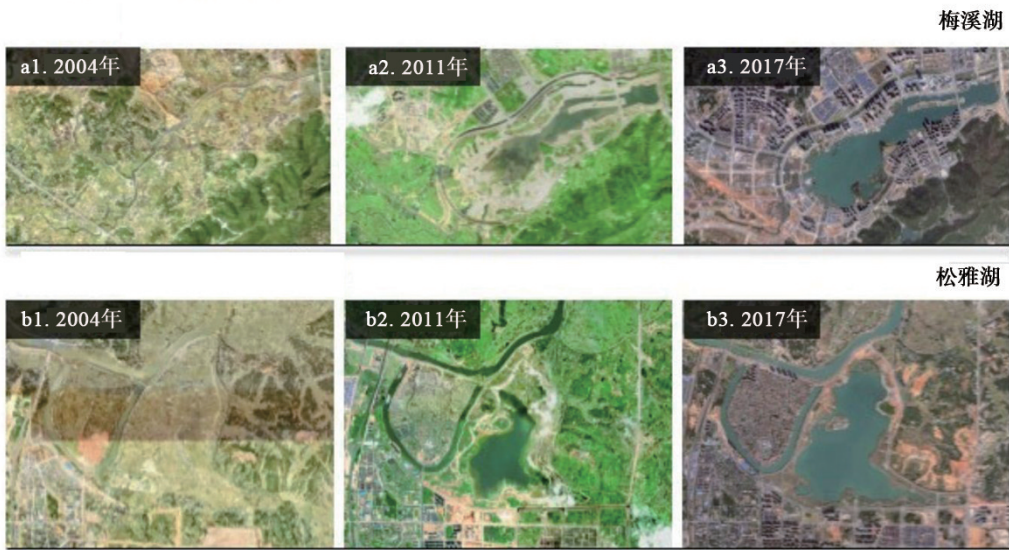 梅溪湖
a1. 2004年
a2. 2011年
a3. 2017年
松雅湖
b1. 2004年
b2. 2011年
b3. 2017年